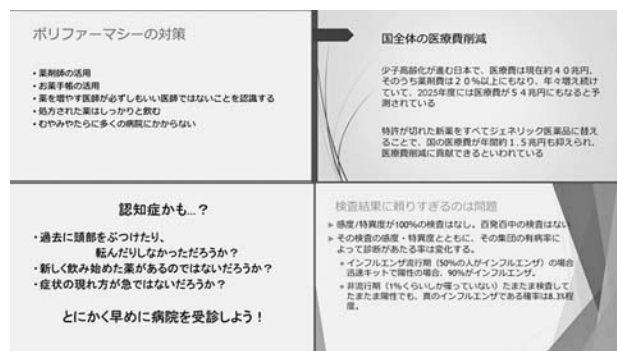 ポリファーマシーの対策
・薬剤師の活用
・お薬手帳の活用
・薬を増やす医師が必ずしもいい医師ではないことを認識する
・処方された薬はしっかりと飲む
・むやみやたらに多くの病院にかからない
国全体の医療費削減
少子高齢化が進む日本で、医療費は現在約４０兆円、
そのうち薬剤費は２０％以上にもなり、年々増え続け
ていて、2025年度には医療費が５４兆円にもなると予
測されている
特許が切れた新薬をすべてジェネリック医薬品に替え
ることで、国の医療費が年間約１.５兆円も抑えられ、
医療費削減に貢献できるといわれている
認知症かも…？
・過去に頭部をぶつけたり、
転んだりしなかっただろうか？
・新しく飲み始めた薬があるのではないだろうか？
・症状の現れ方が急ではないだろうか？
とにかく早めに病院を受診しよう！
検査結果に頼りすぎるのは問題
感度/特異度が100%の検査はなし。百発百中の検査はない
その検査の感度・特異度とともに、その集団の有病率に
よって診断があたる率は変化する。
インフルエンザ流行期（50%の人がインフルエンザ）の場合
迅速キットで陽性の場合、90%がインフルエンザ。
非流行期（1%くらいしか罹っていない）たまたま検査して
たまたま陽性でも、真のインフルエンザである確率は8.3%程
度。